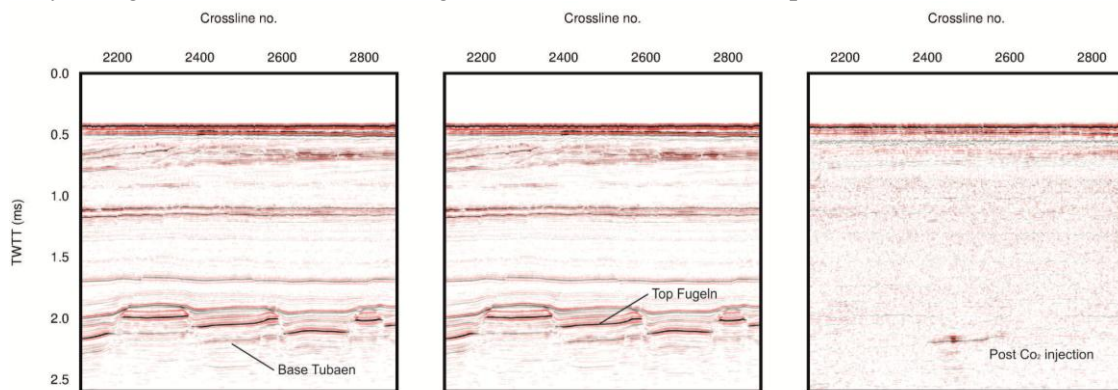 Crossline no. Crossline no. Crossline no.
2200 2400 2600 2800 2200 2400 2600 2800 2200 2400 2600 2800
0.0
0.5
1.0
TWTT (ms)
1.5
Top Fugeln
2.0
Base Tubaen
Post Co₂ injection
2.5